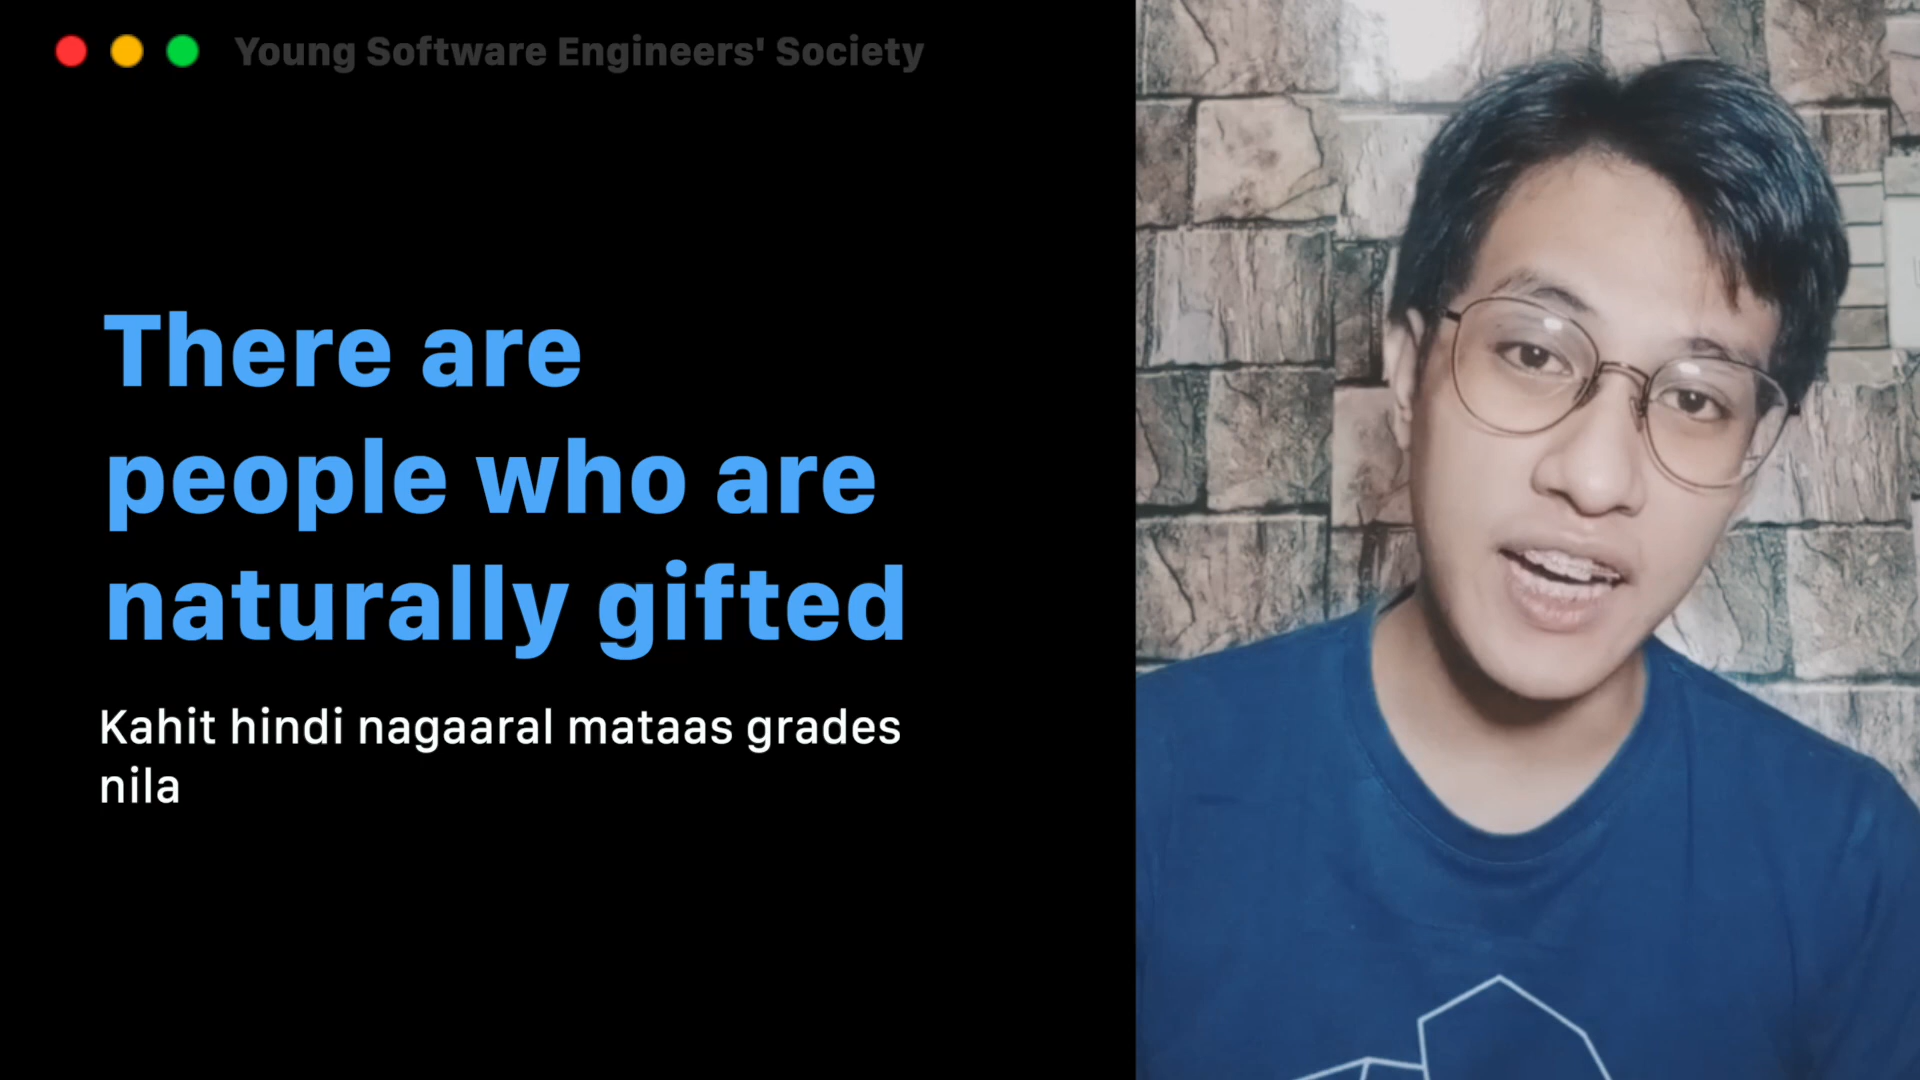 Young Software Engineers' Society
There are
people who are
naturally gifted
Kahit hindi nagaaral mataas grades
nila